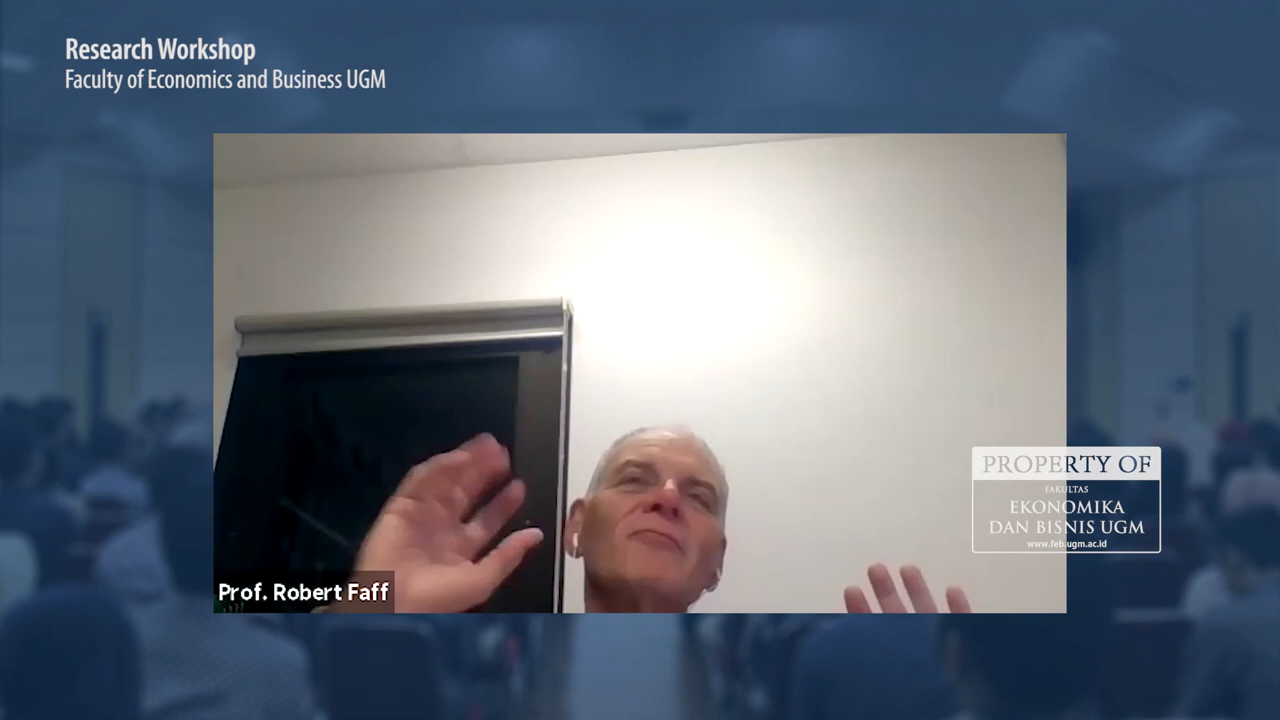 Research Workshop
Faculty of Economics and Business UGM
PROPERTY OF
FAKULTAS
EKONOMIKA
DAN BISNIS UGM
www.feb.ugm.ac.id
Prof. Robert Faff